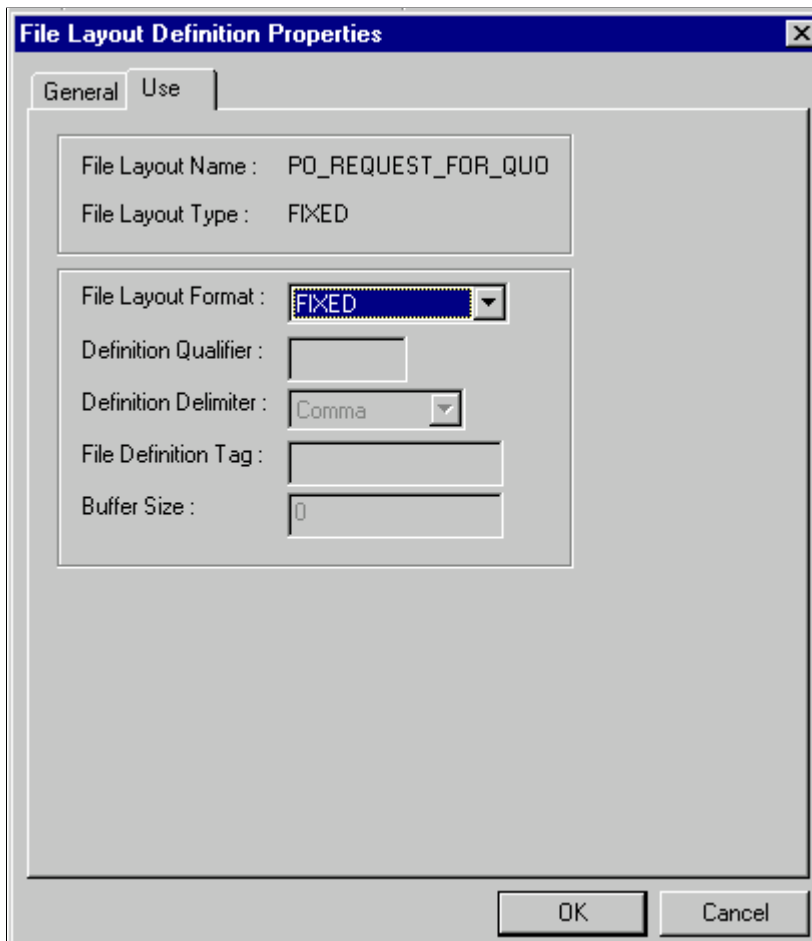 File Layout Definition Properties
General Use
File Layout Name : PO_REQUEST_FOR_QUO
File Layout Type : FIXED
File Layout Format : FIXED
Definition Qualifier :
Definition Delimiter : Comma
File Definition Tag :
Buffer Size : 0
OK Cancel